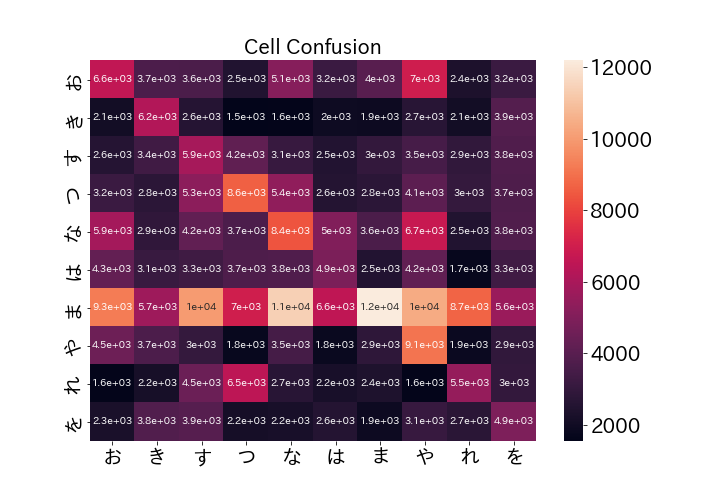 Cell Confusion
お 6.6e+03 3.7e+03 3.6e+03 2.5e+03 5.1e+03 3.2e+03 4e+03 7e+03 2.4e+03 3.2e+03
き 2.1e+03 6.2e+03 2.6e+03 1.5e+03 1.6e+03 2e+03 1.9e+03 2.7e+03 2.1e+03 3.9e+03
す 2.6e+03 3.4e+03 5.9e+03 4.2e+03 3.1e+03 2.5e+03 3e+03 3.5e+03 2.9e+03 3.8e+03
つ 3.2e+03 2.8e+03 5.3e+03 8.6e+03 5.4e+03 2.6e+03 2.8e+03 4.1e+03 3e+03 3.7e+03
な 5.9e+03 2.9e+03 4.2e+03 3.7e+03 8.4e+03 5e+03 3.6e+03 6.7e+03 2.5e+03 3.8e+03
は 4.3e+03 3.1e+03 3.3e+03 3.7e+03 3.8e+03 4.9e+03 2.5e+03 4.2e+03 1.7e+03 3.3e+03
ま 9.3e+03 5.7e+03 1e+04 7e+03 1.1e+04 6.6e+03 1.2e+04 1e+04 8.7e+03 5.6e+03
や 4.5e+03 3.7e+03 3e+03 1.8e+03 3.5e+03 1.8e+03 2.9e+03 9.1e+03 1.9e+03 2.9e+03
れ 1.6e+03 2.2e+03 4.5e+03 6.5e+03 2.7e+03 2.2e+03 2.4e+03 1.6e+03 5.5e+03 3e+03
を 2.3e+03 3.8e+03 3.9e+03 2.2e+03 2.2e+03 2.6e+03 1.9e+03 3.1e+03 2.7e+03 4.9e+03
お き す つ な は ま や れ を
12000
10000
8000
6000
4000
2000